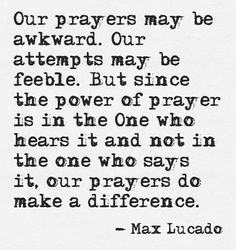 Our prayers may be
awkward. Our
attempts may be
feeble. But since
the power of prayer
is in the One who
hears it and not in
the one who says
it, our prayers do
make a difference.
– Max Lucado